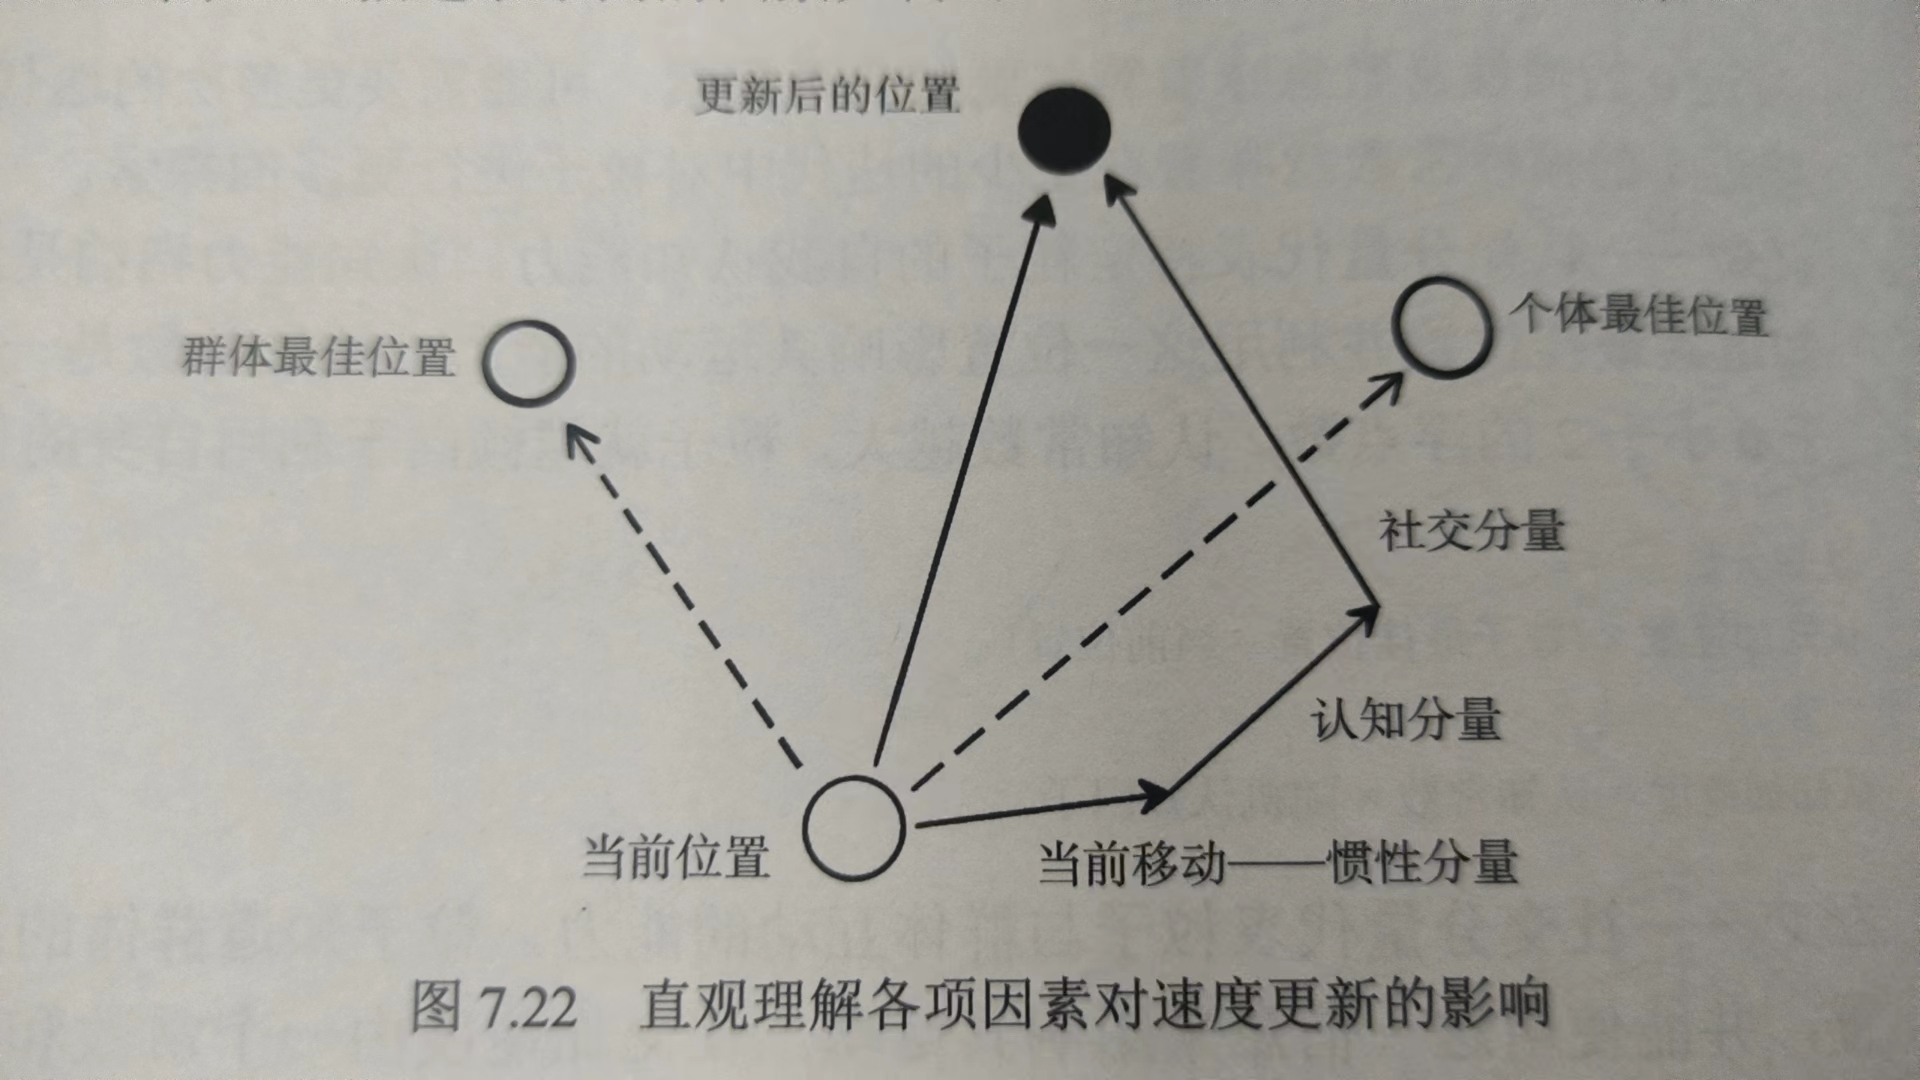 更新后的位置
个体最佳位置
群体最佳位置
社交分量
认知分量
当前位置
当前移动——惯性分量
图 7.22 直观理解各项因素对速度更新的影响